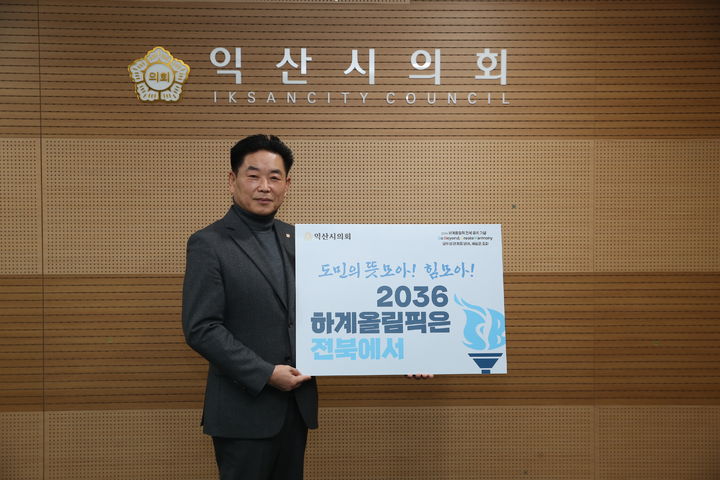 의회
익산시의회
IKSANCITY COUNCIL
익산시의회
도민의 뜻 모아! 힘 모아!
2036
하계올림픽은
전북에서